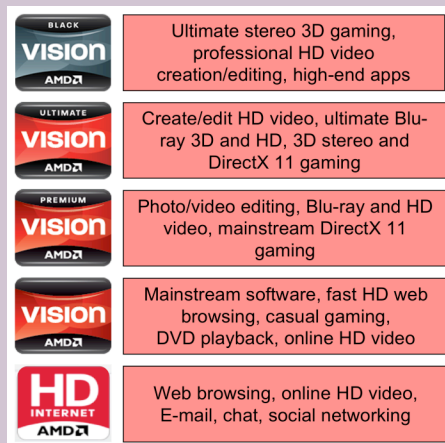 BLACK
VISION
AMD
Ultimate stereo 3D gaming,
professional HD video
creation/editing, high-end apps
ULTIMATE
VISION
AMD
Create/edit HD video, ultimate Blu-
ray 3D and HD, 3D stereo and
DirectX 11 gaming
PREMIUM
VISION
AMD
Photo/video editing, Blu-ray and HD
video, mainstream DirectX 11
gaming
VISION
AMD
Mainstream software, fast HD web
browsing, casual gaming,
DVD playback, online HD video
HD
INTERNET
AMD
Web browsing, online HD video,
E-mail, chat, social networking